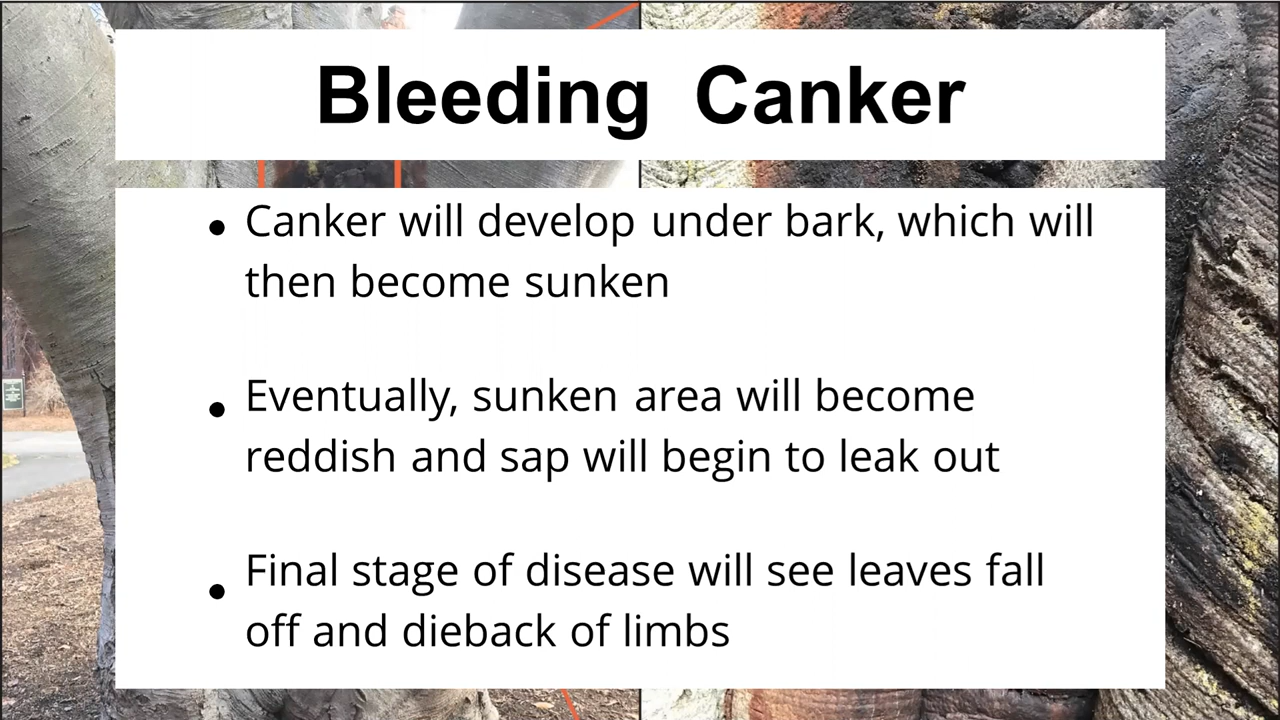 Bleeding Canker
• Canker will develop under bark, which will
then become sunken
• Eventually, sunken area will become
reddish and sap will begin to leak out
• Final stage of disease will see leaves fall
off and dieback of limbs